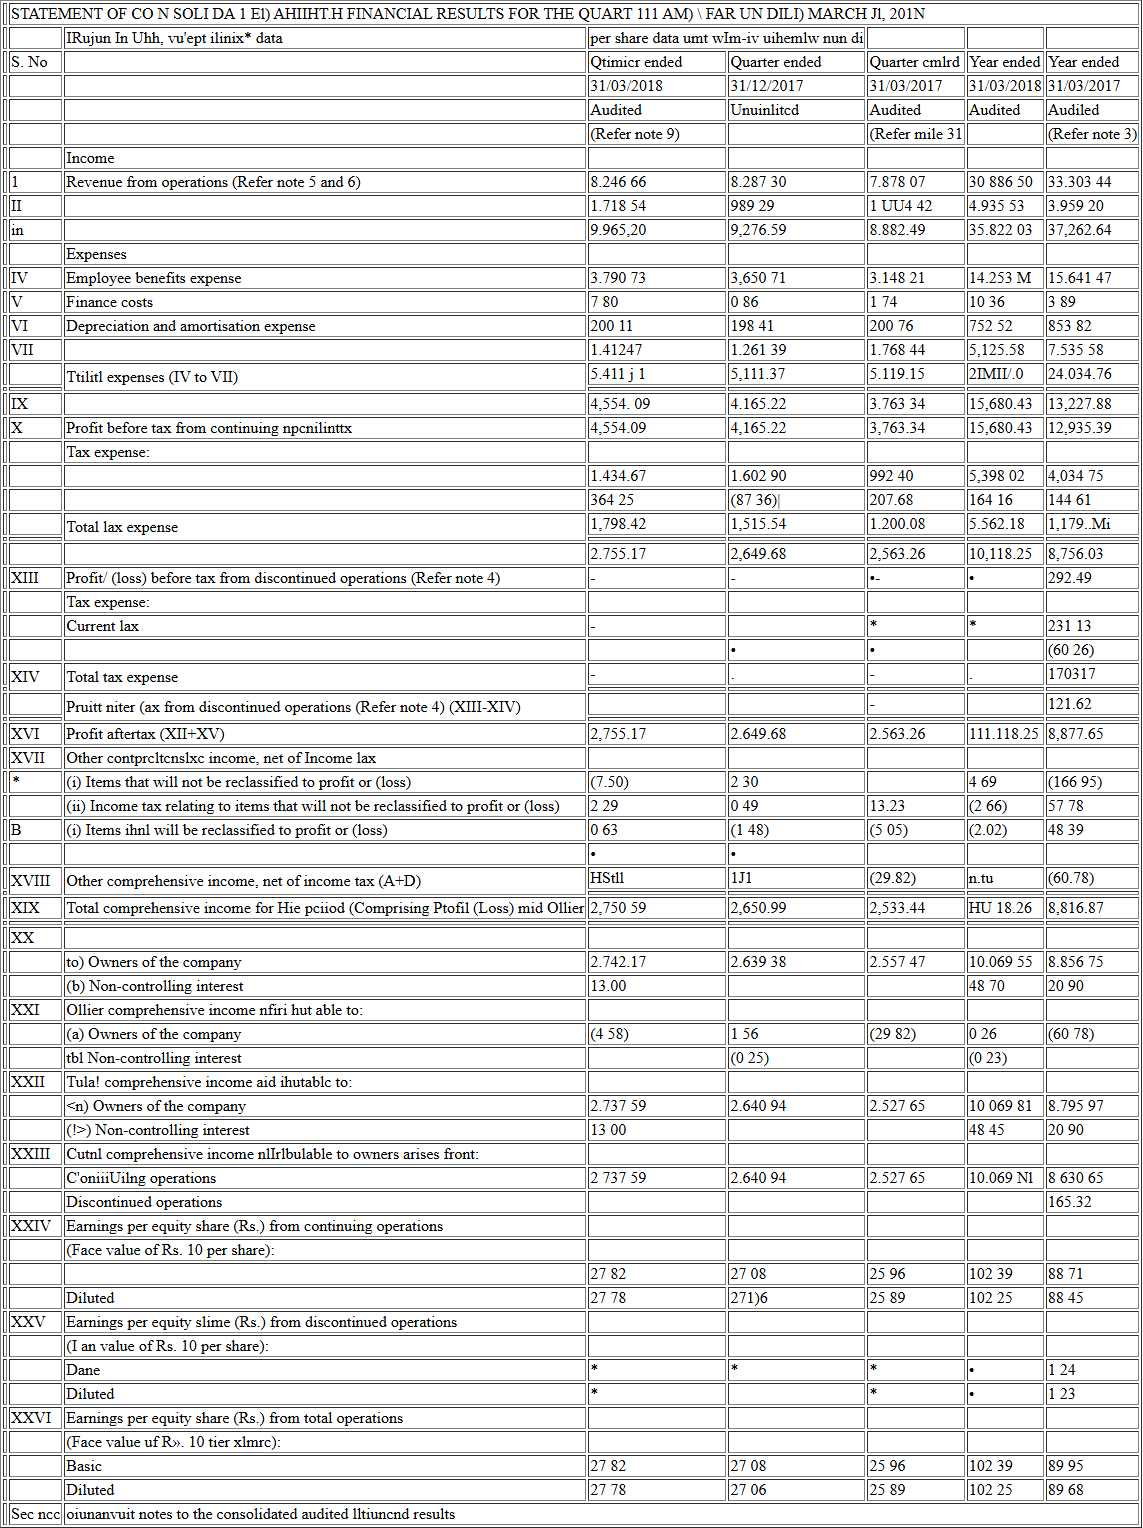 STATEMENT OF CO N SOLI DA 1 El) AHIIHT.H FINANCIAL RESULTS FOR THE QUART 111 AM) \ FAR UN DILI) MARCH Jl, 201N
IRujun In Uhh, vu'ept ilinix* data per share data umt wIm-iv uihemlw nun di
S. No Qtimicr ended Quarter ended Quarter cmlrd Year ended Year ended
31/03/2018 31/12/2017 31/03/2017 31/03/2018 31/03/2017
Audited Unuinlitcd Audited Audited Audiled
(Refer note 9) (Refer mile 31 (Refer note 3)
Income
1 Revenue from operations (Refer note 5 and 6) 8.246 66 8.287 30 7.878 07 30 886 50 33.303 44
II 1.718 54 989 29 1 UU4 42 4.935 53 3.959 20
in 9.965,20 9,276.59 8.882.49 35.822 03 37,262.64
Expenses
IV Employee benefits expense 3.790 73 3,650 71 3.148 21 14.253 M 15.641 47
V Finance costs 7 80 0 86 1 74 10 36 3 89
VI Depreciation and amortisation expense 200 11 198 41 200 76 752 52 853 82
VII 1.41247 1.261 39 1.768 44 5,125.58 7.535 58
Ttilitl expenses (IV to VII) 5.411 j 1 5,111.37 5.119.15 2IMII/.0 24.034.76
IX 4,554. 09 4.165.22 3.763 34 15,680.43 13,227.88
X Profit before tax from continuing npcnilinttx 4,554.09 4,165.22 3,763.34 15,680.43 12,935.39
Tax expense:
1.434.67 1.602 90 992 40 5,398 02 4,034 75
364 25 (87 36)| 207.68 164 16 144 61
Total lax expense 1,798.42 1,515.54 1.200.08 5.562.18 1,179..Mi
2.755.17 2,649.68 2,563.26 10,118.25 8,756.03
XIII Profit/ (loss) before tax from discontinued operations (Refer note 4) - - •- • 292.49
Tax expense:
Current lax - * * 231 13
• • (60 26)
XIV Total tax expense - . - . 170317
Pruitt niter (ax from discontinued operations (Refer note 4) (XIII-XIV) - 121.62
XVI Profit aftertax (XII+XV) 2,755.17 2.649.68 2.563.26 111.118.25 8,877.65
XVII Other contprcltcnslxc income, net of Income lax
* (i) Items that will not be reclassified to profit or (loss) (7.50) 2 30 4 69 (166 95)
(ii) Income tax relating to items that will not be reclassified to profit or (loss) 2 29 0 49 13.23 (2 66) 57 78
B (i) Items ihnl will be reclassified to profit or (loss) 0 63 (1 48) (5 05) (2.02) 48 39
• •
XVIII Other comprehensive income, net of income tax (A+D) HStll 1J1 (29.82) n.tu (60.78)
XIX Total comprehensive income for Hie pciiod (Comprising Ptofil (Loss) mid Ollier 2,750 59 2,650.99 2,533.44 HU 18.26 8,816.87
XX
to) Owners of the company 2.742.17 2.639 38 2.557 47 10.069 55 8.856 75
(b) Non-controlling interest 13.00 48 70 20 90
XXI Ollier comprehensive income nfiri hut able to:
(a) Owners of the company (4 58) 1 56 (29 82) 0 26 (60 78)
tbl Non-controlling interest (0 25) (0 23)
XXII Tula! comprehensive income aid ihutablc to:
<n) Owners of the company 2.737 59 2.640 94 2.527 65 10 069 81 8.795 97
(!>) Non-controlling interest 13 00 48 45 20 90
XXIII Cutnl comprehensive income nlIrlbulable to owners arises front:
C'oniiiUilng operations 2 737 59 2.640 94 2.527 65 10.069 Nl 8 630 65
Discontinued operations 165.32
XXIV Earnings per equity share (Rs.) from continuing operations
(Face value of Rs. 10 per share):
27 82 27 08 25 96 102 39 88 71
Diluted 27 78 271)6 25 89 102 25 88 45
XXV Earnings per equity slime (Rs.) from discontinued operations
(I an value of Rs. 10 per share):
Dane * * * • 1 24
Diluted * * • 1 23
XXVI Earnings per equity share (Rs.) from total operations
(Face value uf R». 10 tier xlmrc):
Basic 27 82 27 08 25 96 102 39 89 95
Diluted 27 78 27 06 25 89 102 25 89 68
Sec ncc oiunanvuit notes to the consolidated audited lltiuncnd results